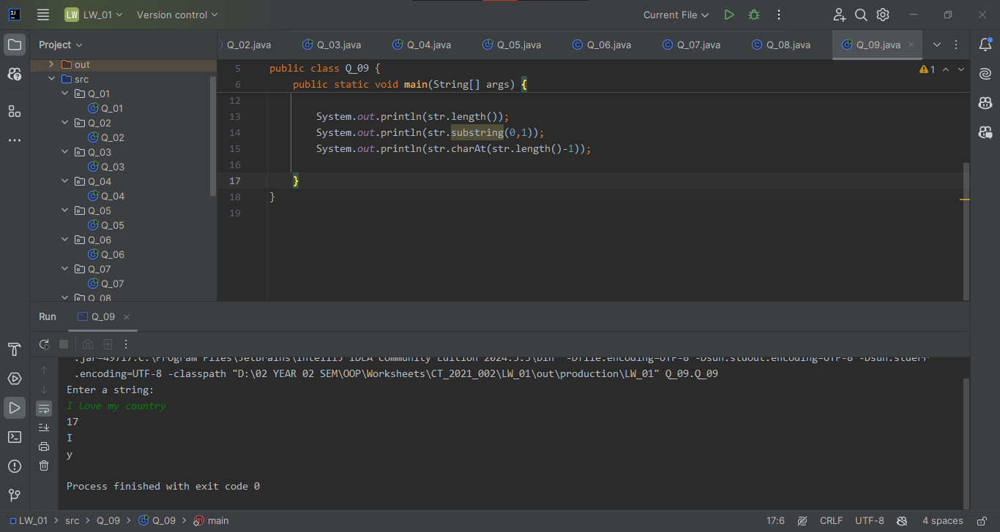 LW LW_01 Version control Current File
Project
Q_02.java Q_03.java Q_04.java Q_05.java Q_06.java Q_07.java Q_08.java Q_09.java
out
src
Q_01
Q_01
Q_02
Q_02
Q_03
Q_03
Q_04
Q_04
Q_05
Q_05
Q_06
Q_06
Q_07
Q_07
Q_08
5 public class Q_09 {
6 public static void main(String[] args) {
1
12
13 System.out.println(str.length());
14 System.out.println(str.substring(0,1));
15 System.out.println(str.charAt(str.length()-1));
16
17 }
18 }
19
Run Q_09
.jar=49717:C:\Program Files\JetBrains\IntelliJ IDEA Community Edition 2024.3.3\bin" -Dfile.encoding=UTF-8 -Dsun.stdout.encoding=UTF-8 -Dsun.stderr
.encoding=UTF-8 -classpath "D:\02 YEAR 02 SEM\OOP\Worksheets\CT_2021_002\LW_01\out\production\LW_01" Q_09.Q_09
Enter a string:
I love my country
17
I
y
Process finished with exit code 0
LW_01 > src > Q_09 > Q_09 > main 17:6 CRLF UTF-8 4 spaces